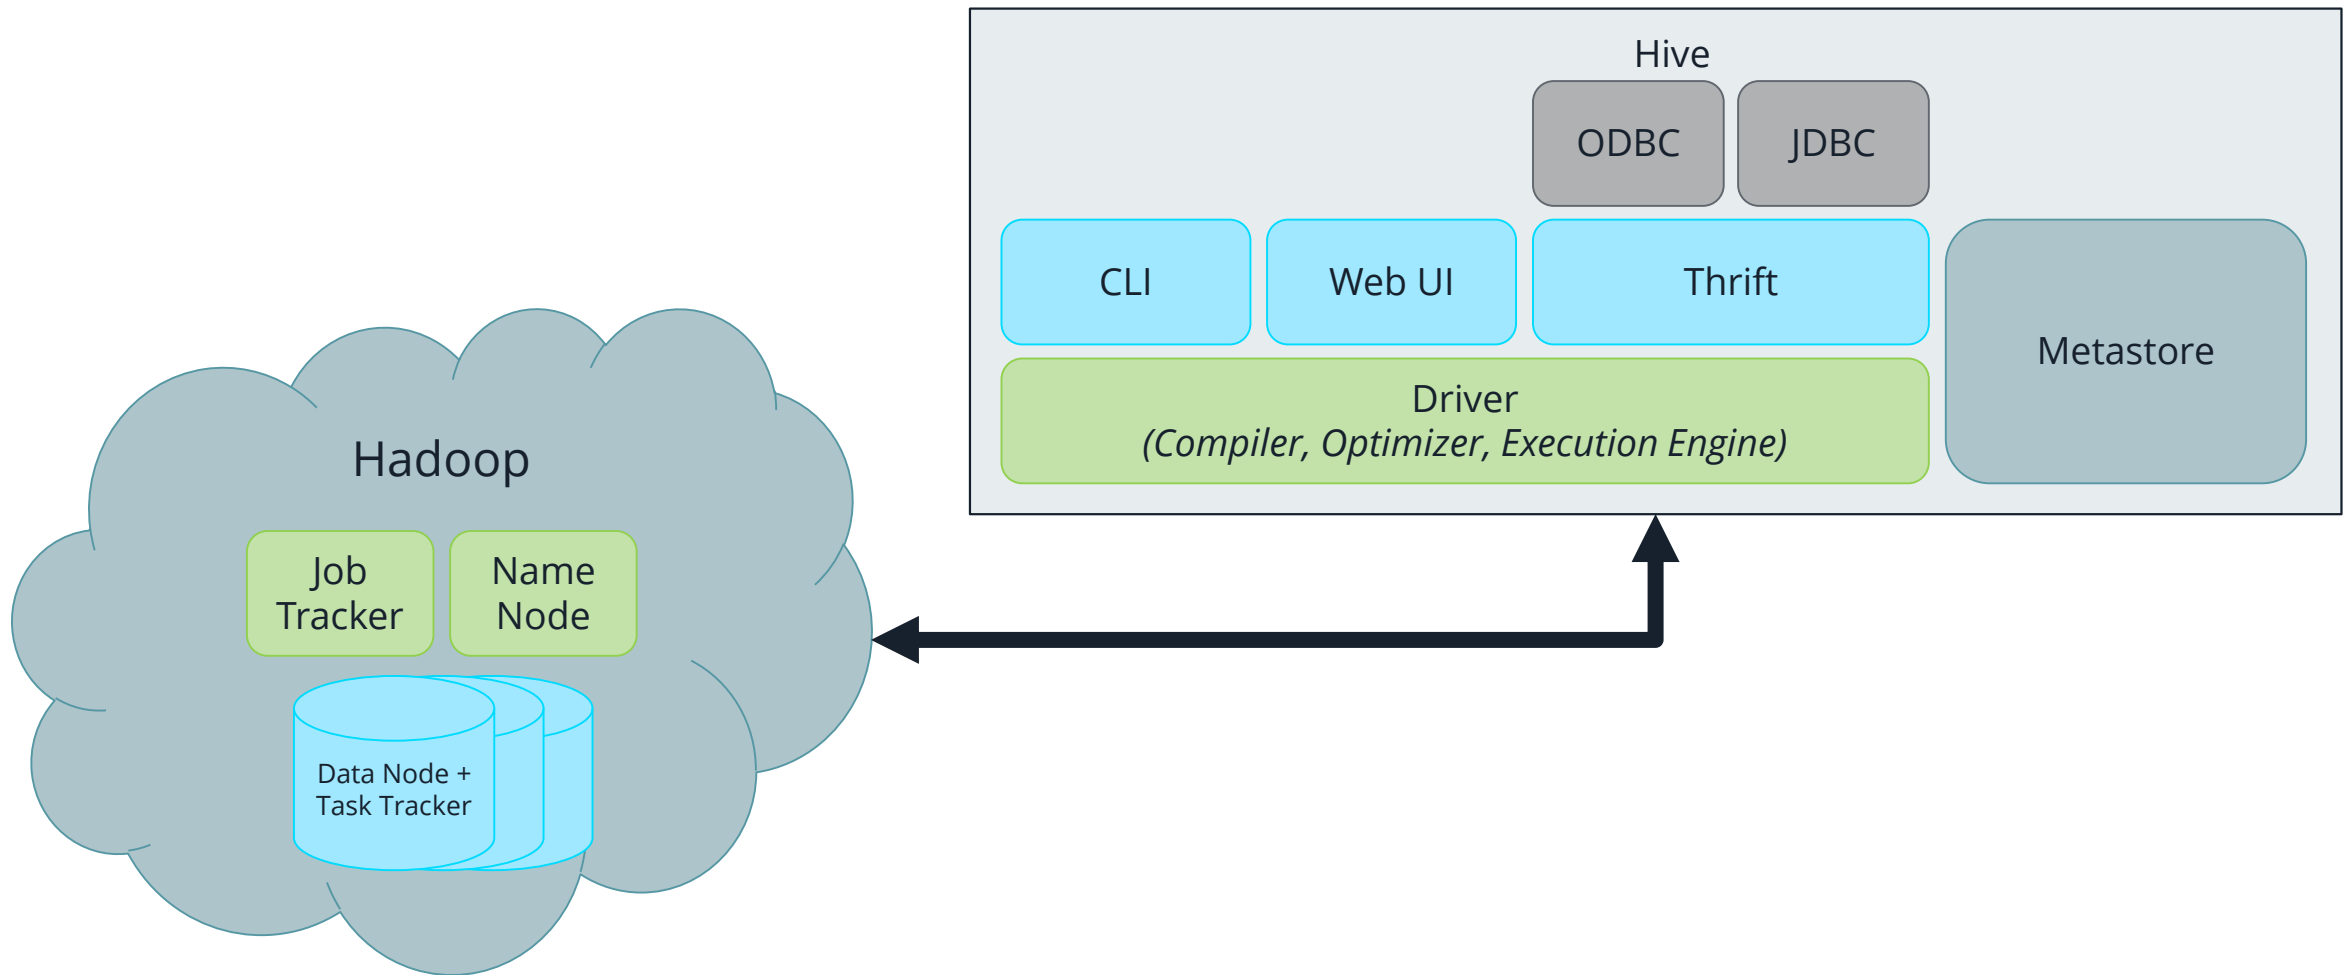 Hive
ODBC
JDBC
CLI
Web UI
Thrift
Metastore
Driver
(Compiler, Optimizer, Execution Engine)
Hadoop
Job
Tracker
Name
Node
Data Node +
Task Tracker